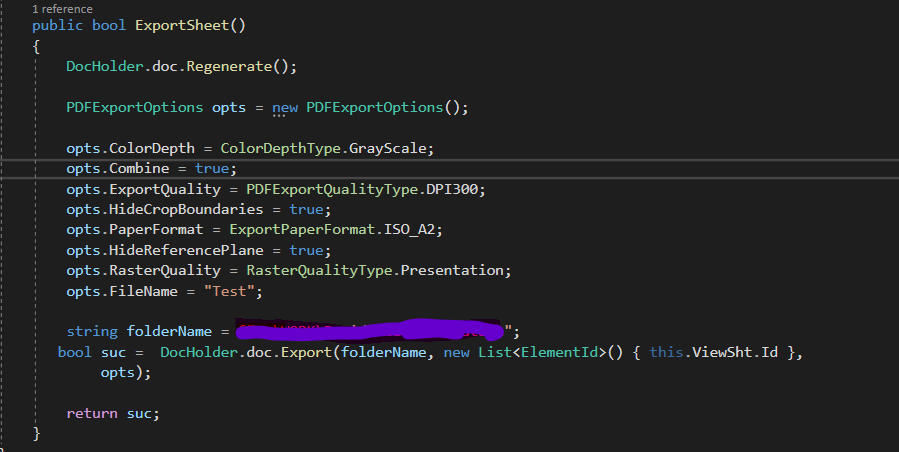 1 reference
public bool ExportSheet()
{
DocHolder.doc.Regenerate();
PDFExportOptions opts = new PDFExportOptions();
opts.ColorDepth = ColorDepthType.GrayScale;
opts.Combine = true;
opts.ExportQuality = PDFExportQualityType.DPI300;
opts.HideCropBoundaries = true;
opts.PaperFormat = ExportPaperFormat.ISO_A2;
opts.HideReferencePlane = true;
opts.RasterQuality = RasterQualityType.Presentation;
opts.FileName = "Test";
string folderName = ";
bool suc = DocHolder.doc.Export(folderName, new List<ElementId>() { this.ViewSht.Id },
opts);
return suc;
}